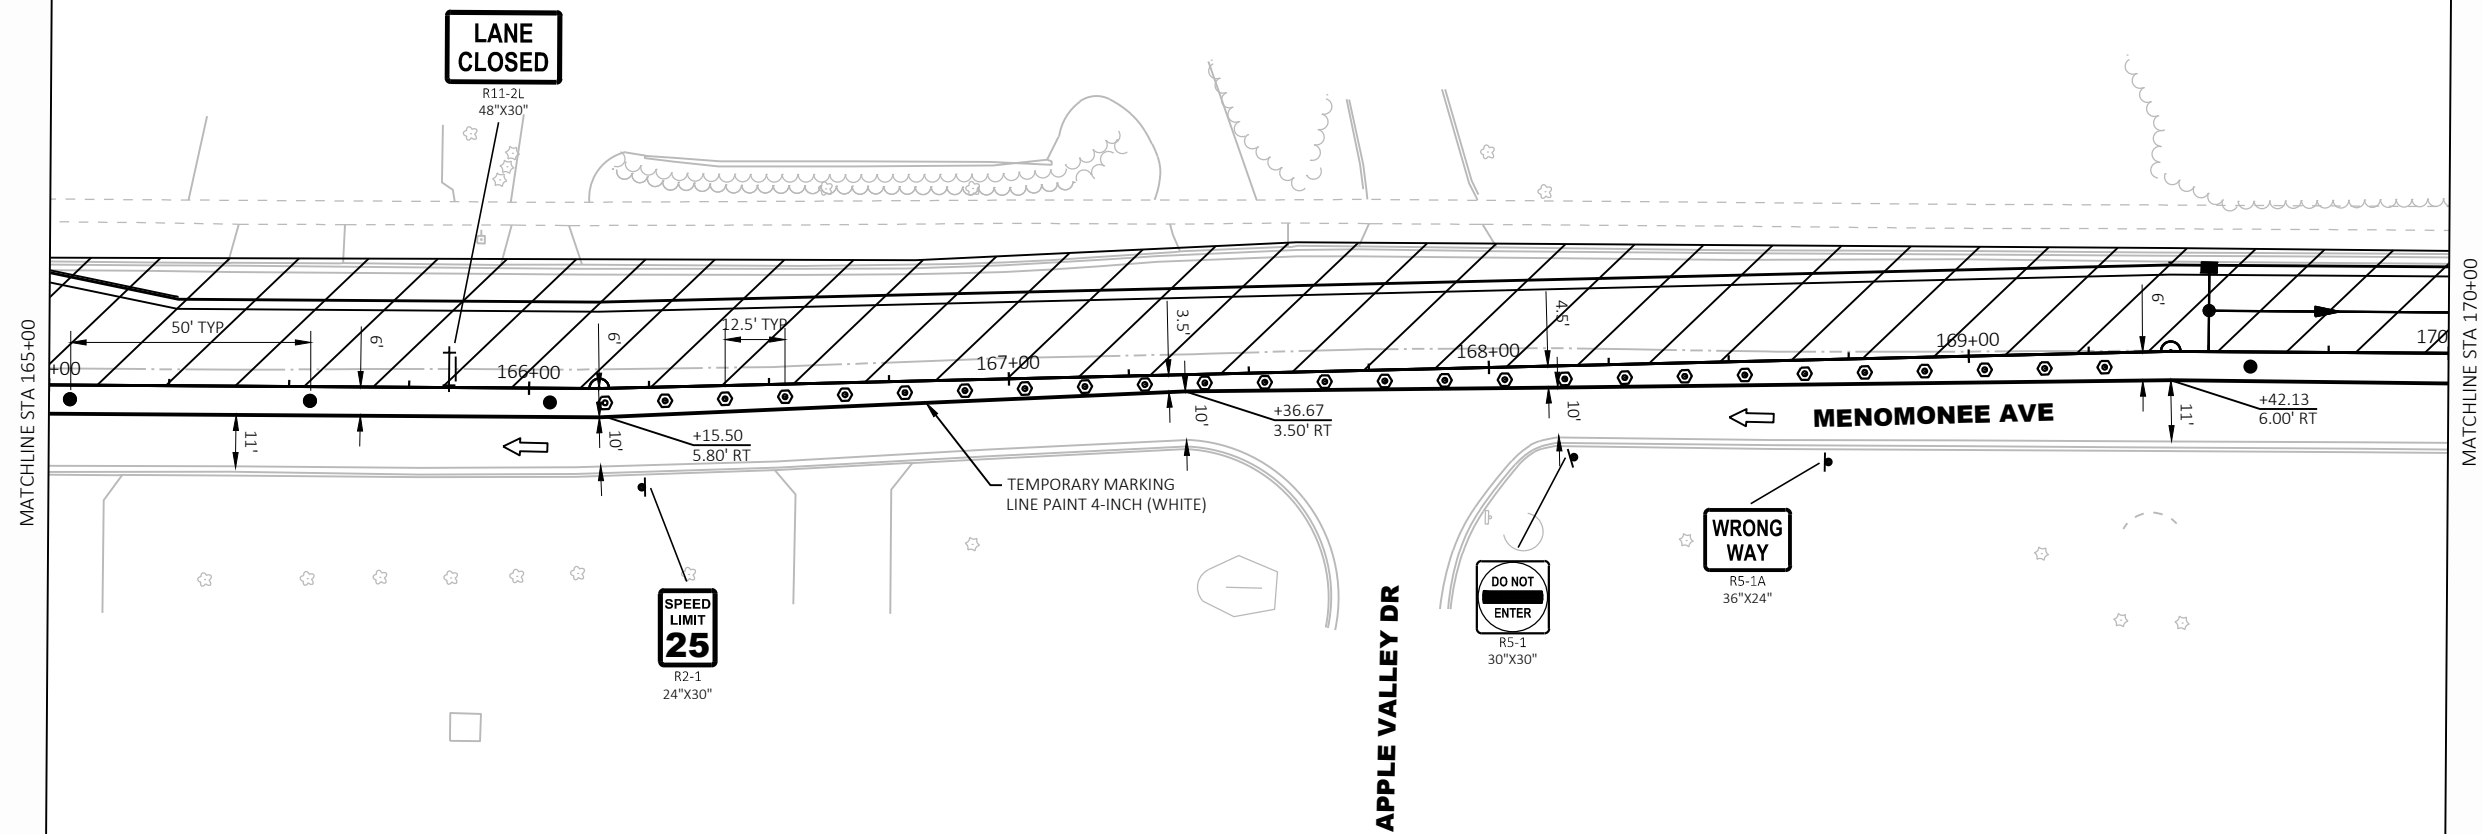 LANE
CLOSED
R11-2L
48"X30"
MATCHLINE STA 165+00
MATCHLINE STA 170+00
50' TYP
6'
6'
12.5' TYP
3.5'
4.5'
6'
+00
166+00
167+00
168+00
169+00
170
11'
10'
10'
10'
11'
+15.50
5.80' RT
+36.67
3.50' RT
+42.13
6.00' RT
MENOMONEE AVE
TEMPORARY MARKING
LINE PAINT 4-INCH (WHITE)
SPEED
LIMIT
25
R2-1
24"X30"
APPLE VALLEY DR
DO NOT
ENTER
R5-1
30"X30"
WRONG
WAY
R5-1A
36"X24"